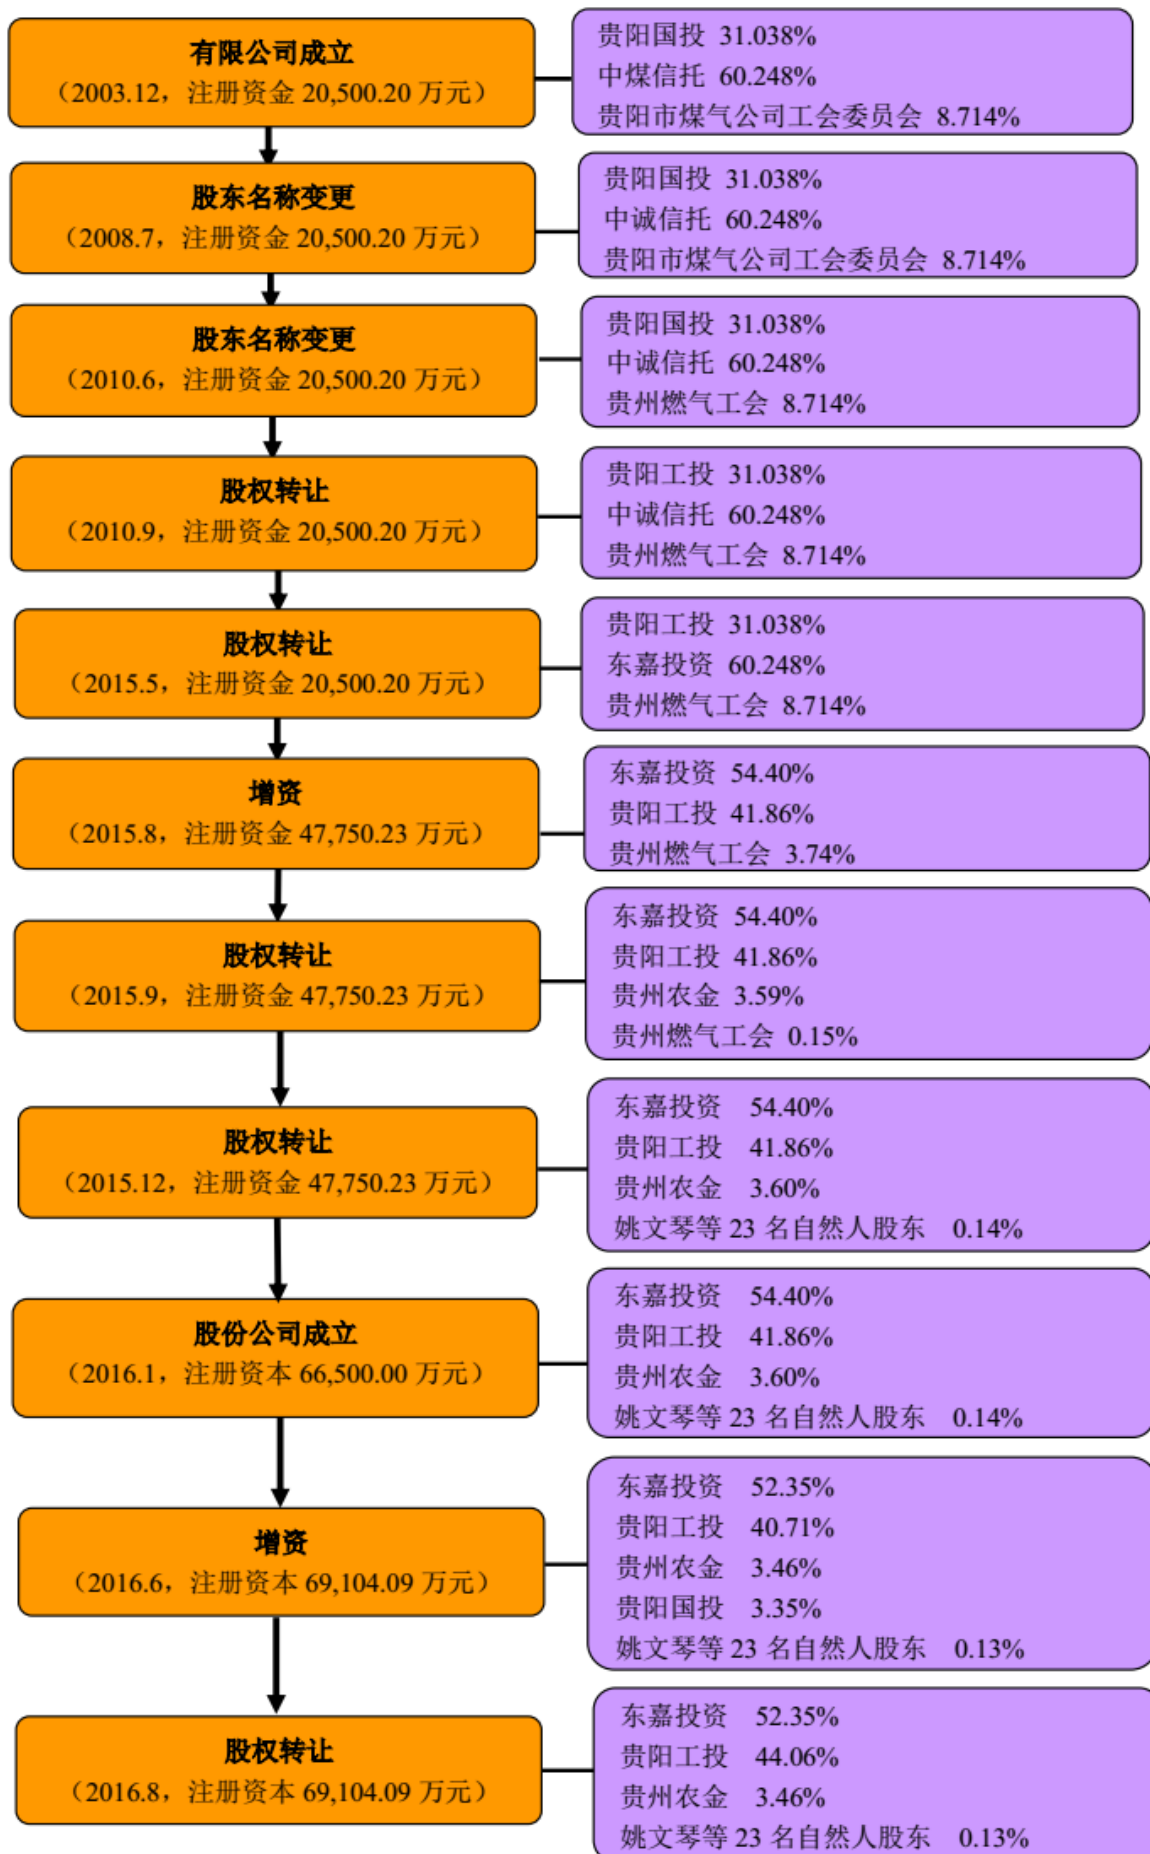 有限公司成立
（2003.12，注册资金 20,500.20 万元）
贵阳国投 31.038%
中煤信托 60.248%
贵阳市煤气公司工会委员会 8.714%
股东名称变更
（2008.7，注册资金 20,500.20 万元）
贵阳国投 31.038%
中诚信托 60.248%
贵阳市煤气公司工会委员会 8.714%
股东名称变更
（2010.6，注册资金 20,500.20 万元）
贵阳国投 31.038%
中诚信托 60.248%
贵州燃气工会 8.714%
股权转让
（2010.9，注册资金 20,500.20 万元）
贵阳工投 31.038%
中诚信托 60.248%
贵州燃气工会 8.714%
股权转让
（2015.5，注册资金 20,500.20 万元）
贵阳工投 31.038%
东嘉投资 60.248%
贵州燃气工会 8.714%
增资
（2015.8，注册资金 47,750.23 万元）
东嘉投资 54.40%
贵阳工投 41.86%
贵州燃气工会 3.74%
股权转让
（2015.9，注册资金 47,750.23 万元）
东嘉投资 54.40%
贵阳工投 41.86%
贵州农金 3.59%
贵州燃气工会 0.15%
股权转让
（2015.12，注册资金 47,750.23 万元）
东嘉投资 54.40%
贵阳工投 41.86%
贵州农金 3.60%
姚文琴等 23 名自然人股东 0.14%
股份公司成立
（2016.1，注册资本 66,500.00 万元）
东嘉投资 54.40%
贵阳工投 41.86%
贵州农金 3.60%
姚文琴等 23 名自然人股东 0.14%
增资
（2016.6，注册资本 69,104.09 万元）
东嘉投资 52.35%
贵阳工投 40.71%
贵州农金 3.46%
贵阳国投 3.35%
姚文琴等 23 名自然人股东 0.13%
股权转让
（2016.8，注册资本 69,104.09 万元）
东嘉投资 52.35%
贵阳工投 44.06%
贵州农金 3.46%
姚文琴等 23 名自然人股东 0.13%